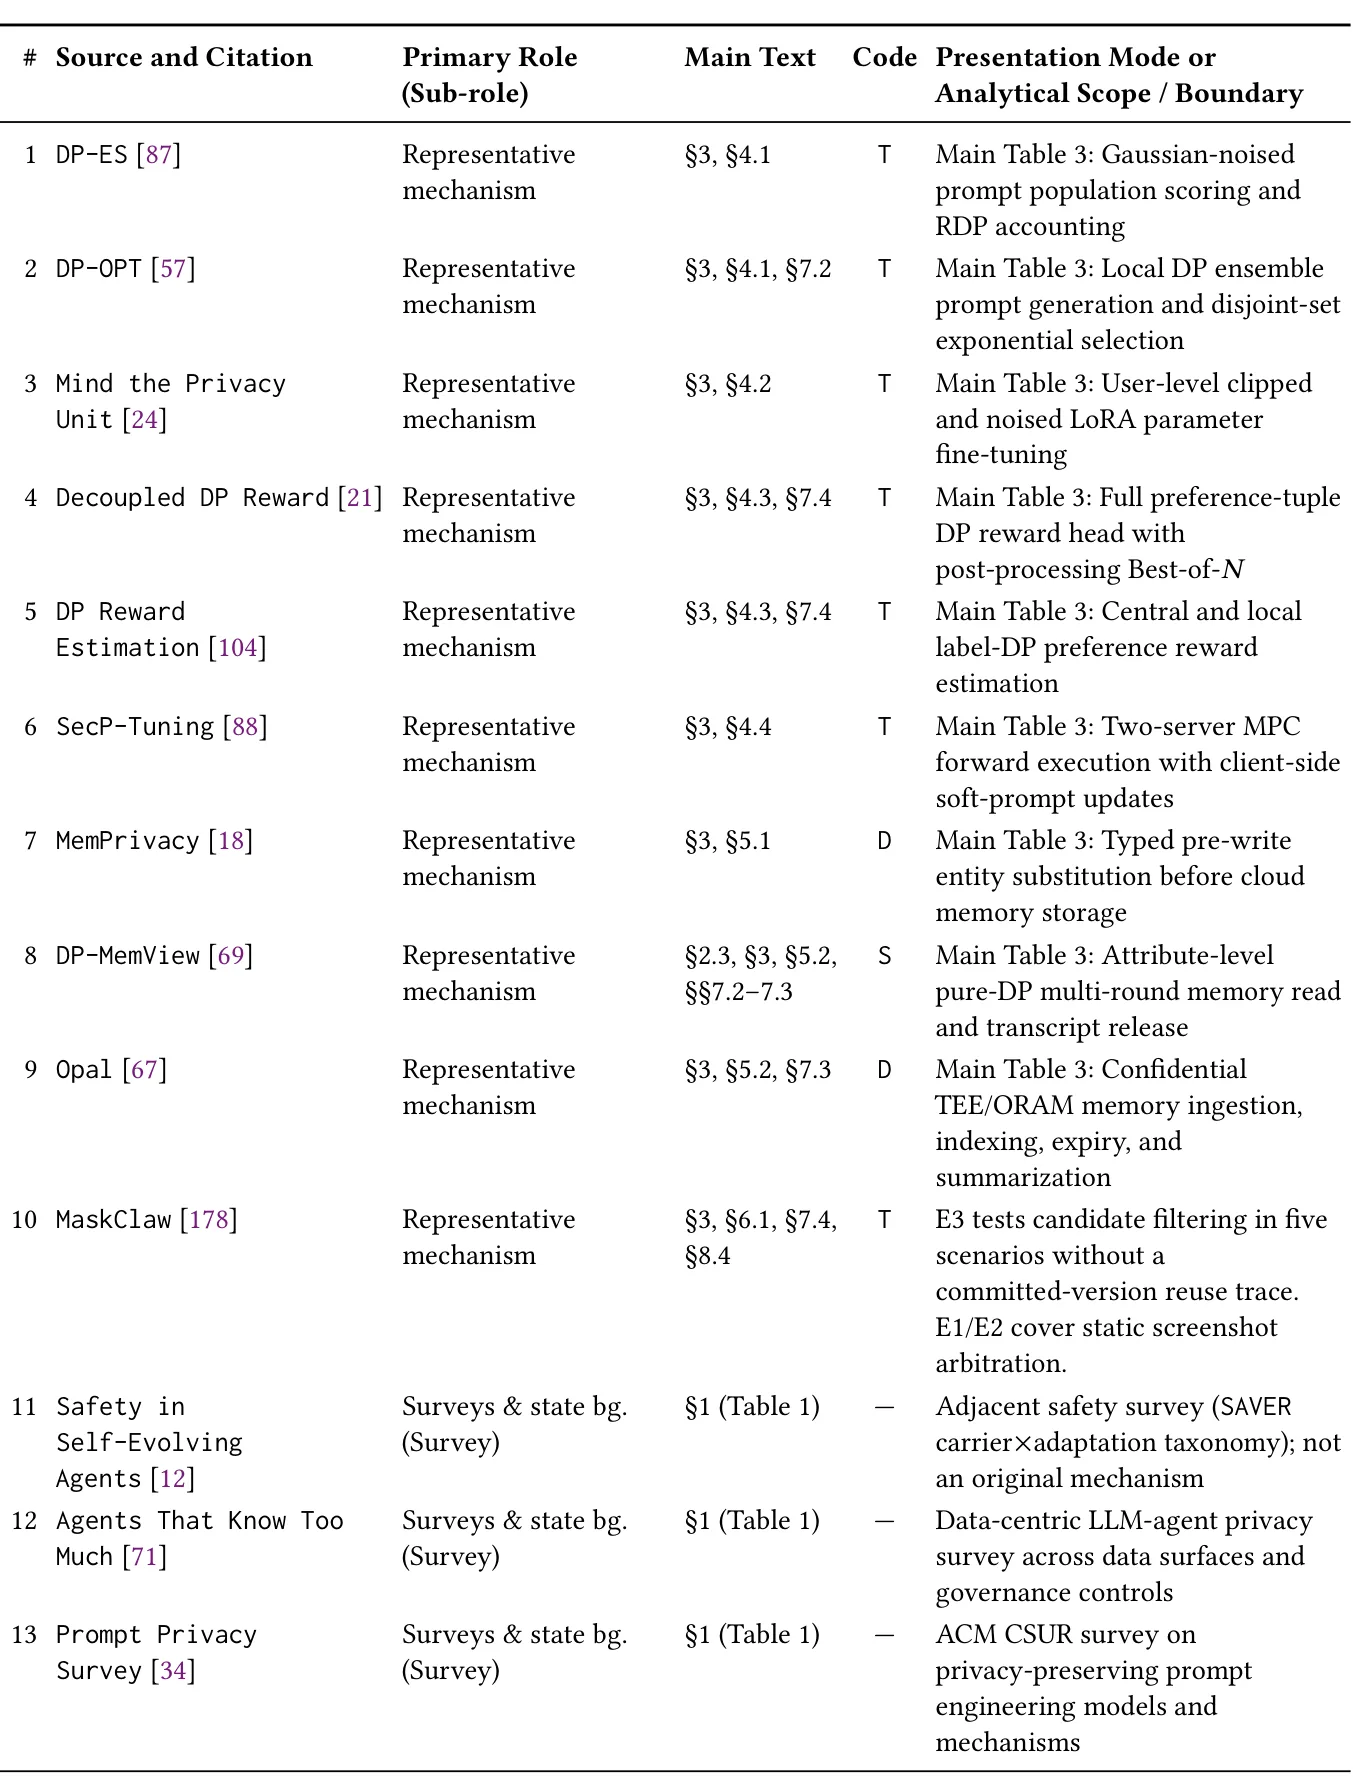 # Source and Citation Primary Role (Sub-role) Main Text Code Presentation Mode or Analytical Scope / Boundary
1 DP-ES [87] Representative mechanism §3, §4.1 T Main Table 3: Gaussian-noised prompt population scoring and RDP accounting
2 DP-OPT [57] Representative mechanism §3, §4.1, §7.2 T Main Table 3: Local DP ensemble prompt generation and disjoint-set exponential selection
3 Mind the Privacy Unit [24] Representative mechanism §3, §4.2 T Main Table 3: User-level clipped and noised LoRA parameter fine-tuning
4 Decoupled DP Reward [21] Representative mechanism §3, §4.3, §7.4 T Main Table 3: Full preference-tuple DP reward head with post-processing Best-of-N
5 DP Reward Estimation [104] Representative mechanism §3, §4.3, §7.4 T Main Table 3: Central and local label-DP preference reward estimation
6 SecP-Tuning [88] Representative mechanism §3, §4.4 T Main Table 3: Two-server MPC forward execution with client-side soft-prompt updates
7 MemPrivacy [18] Representative mechanism §3, §5.1 D Main Table 3: Typed pre-write entity substitution before cloud memory storage
8 DP-MemView [69] Representative mechanism §2.3, §3, §5.2, §§7.2–7.3 S Main Table 3: Attribute-level pure-DP multi-round memory read and transcript release
9 Opal [67] Representative mechanism §3, §5.2, §7.3 D Main Table 3: Confidential TEE/ORAM memory ingestion, indexing, expiry, and summarization
10 MaskClaw [178] Representative mechanism §3, §6.1, §7.4, §8.4 T E3 tests candidate filtering in five scenarios without a committed-version reuse trace. E1/E2 cover static screenshot arbitration.
11 Safety in Self-Evolving Agents [12] Surveys & state bg. (Survey) §1 (Table 1) — Adjacent safety survey (SAVER carrier×adaptation taxonomy); not an original mechanism
12 Agents That Know Too Much [71] Surveys & state bg. (Survey) §1 (Table 1) — Data-centric LLM-agent privacy survey across data surfaces and governance controls
13 Prompt Privacy Survey [34] Surveys & state bg. (Survey) §1 (Table 1) — ACM CSUR survey on privacy-preserving prompt engineering models and mechanisms